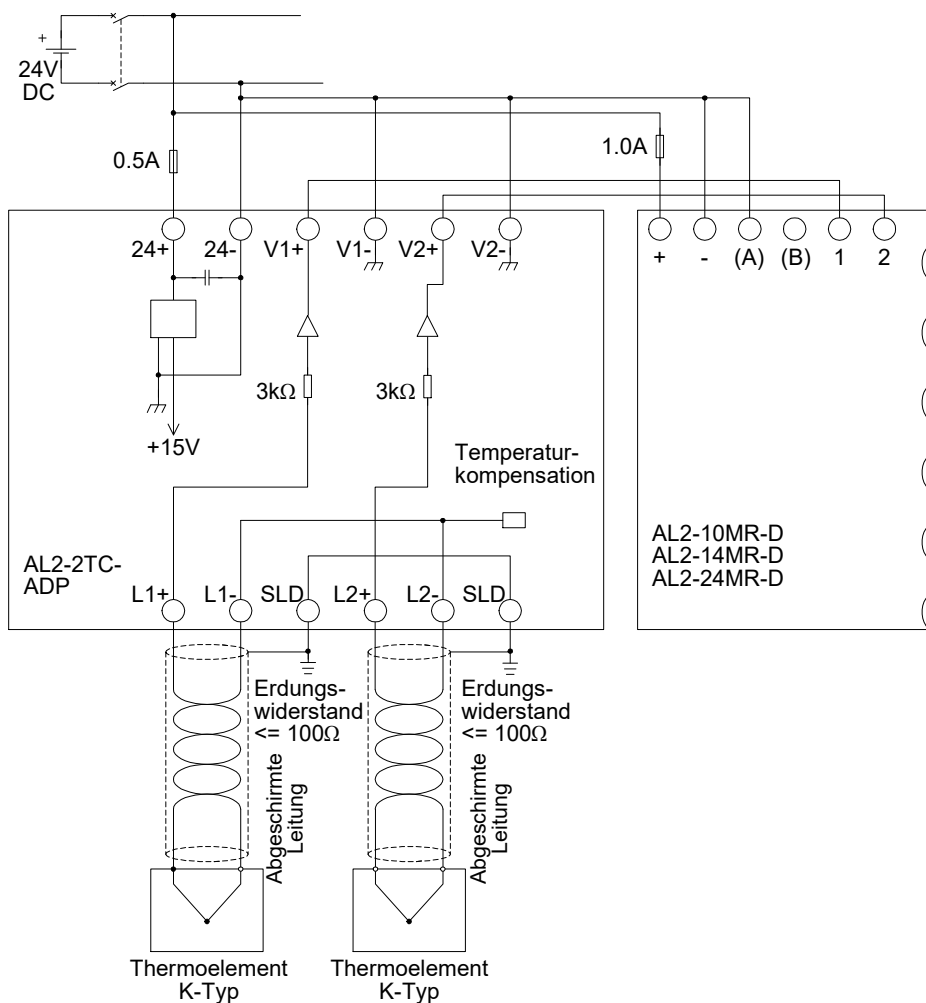 +
24V
DC
0.5A
1.0A
24+ 24- V1+ V1- V2+ V2-
+ - (A) (B) 1 2
3kΩ 3kΩ
+15V
Temperatur-
kompensation
AL2-2TC-
ADP
AL2-10MR-D
AL2-14MR-D
AL2-24MR-D
L1+ L1- SLD L2+ L2- SLD
Erdungs-
widerstand
<= 100Ω
Erdungs-
widerstand
<= 100Ω
Abgeschirmte
Leitung
Abgeschirmte
Leitung
Thermoelement
K-Typ
Thermoelement
K-Typ